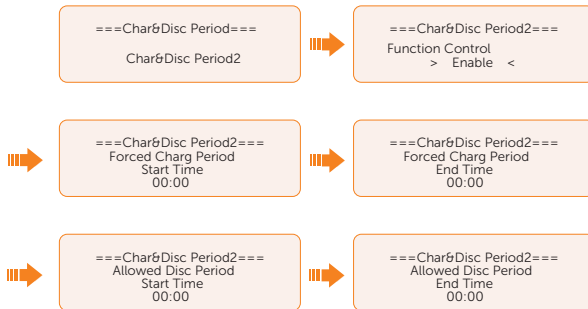 ===Char&Disc Period===
Char&Disc Period2
===Char&Disc Period2===
Function Control
> Enable <
===Char&Disc Period2===
Forced Charg Period
Start Time
00:00
===Char&Disc Period2===
Forced Charg Period
End Time
00:00
===Char&Disc Period2===
Allowed Disc Period
Start Time
00:00
===Char&Disc Period2===
Allowed Disc Period
End Time
00:00